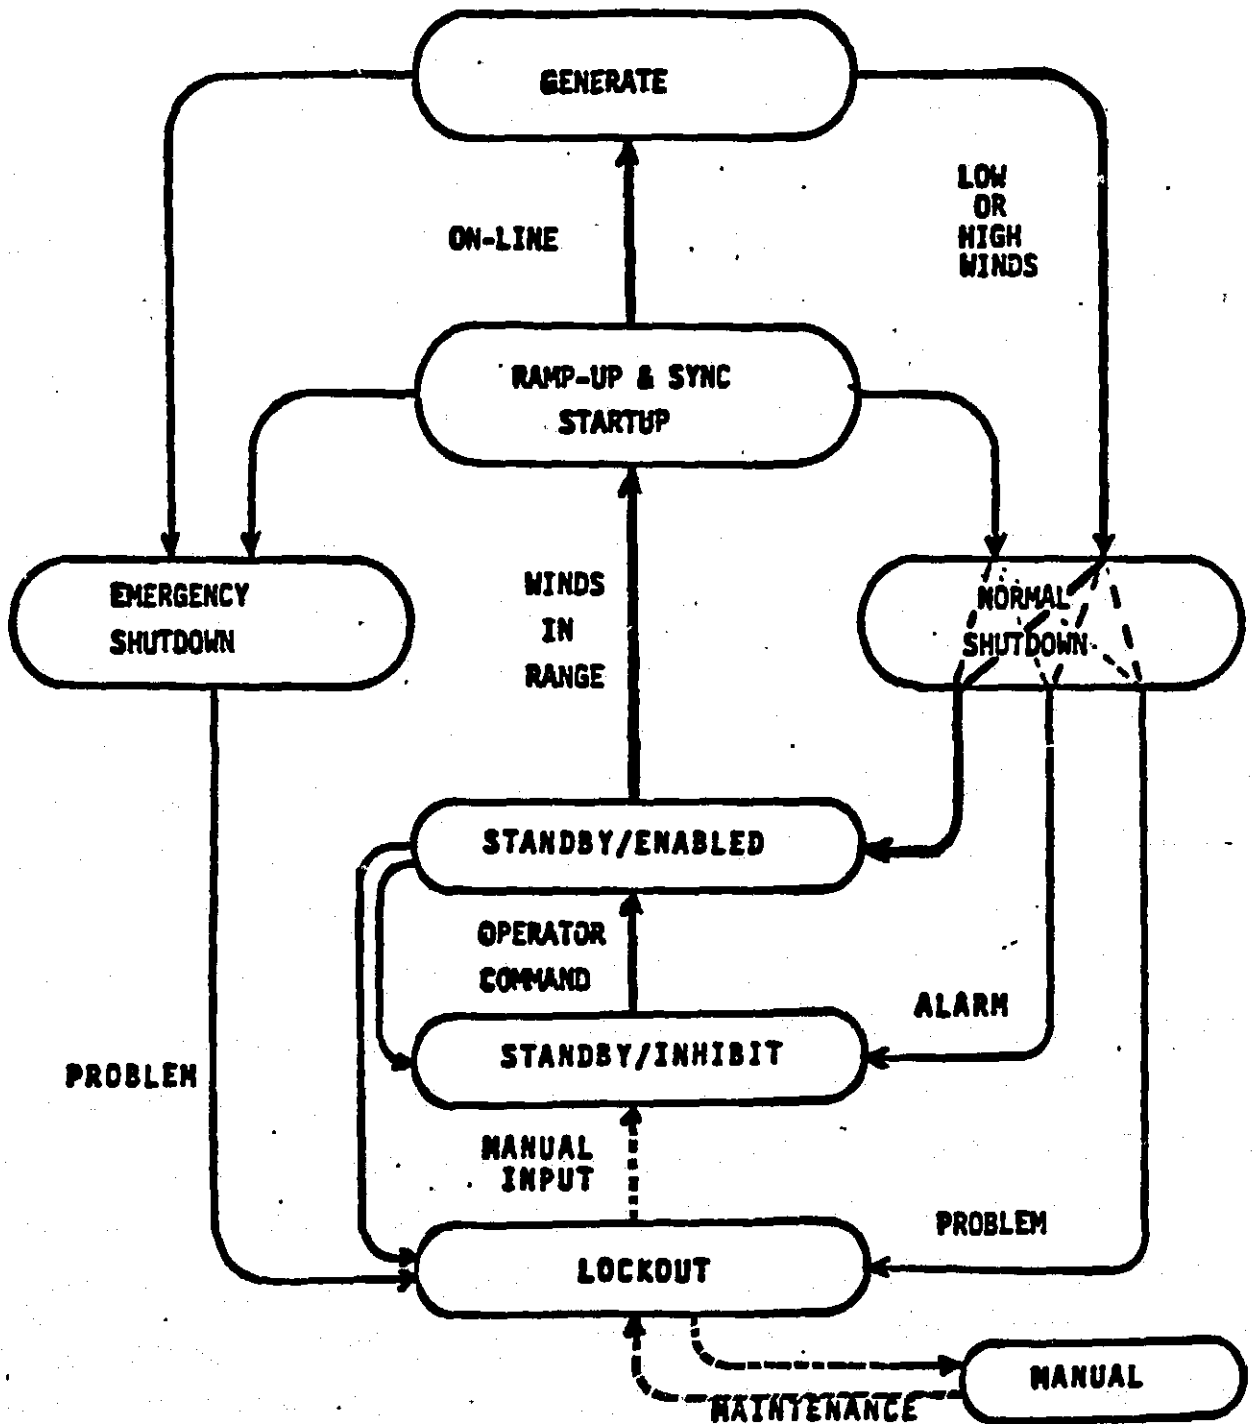 GENERATE
ON-LINE
LOW
OR
HIGH
WINDS
RAMP-UP & SYNC
STARTUP
EMERGENCY
SHUTDOWN
WINDS
IN
RANGE
NORMAL
SHUTDOWN
STANDBY/ENABLED
OPERATOR
COMMAND
ALARM
STANDBY/INHIBIT
PROBLEM
MANUAL
INPUT
PROBLEM
LOCKOUT
MANUAL
MAINTENANCE